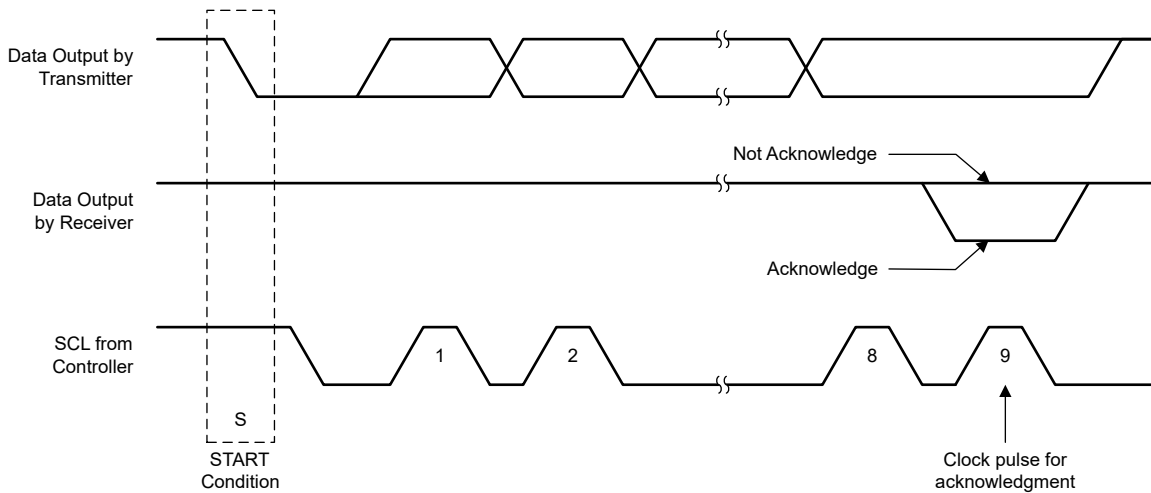 Data Output by
Transmitter
Not Acknowledge
Data Output
by Receiver
Acknowledge
SCL from
Controller
1
2
8
9
S
START
Condition
Clock pulse for
acknowledgment